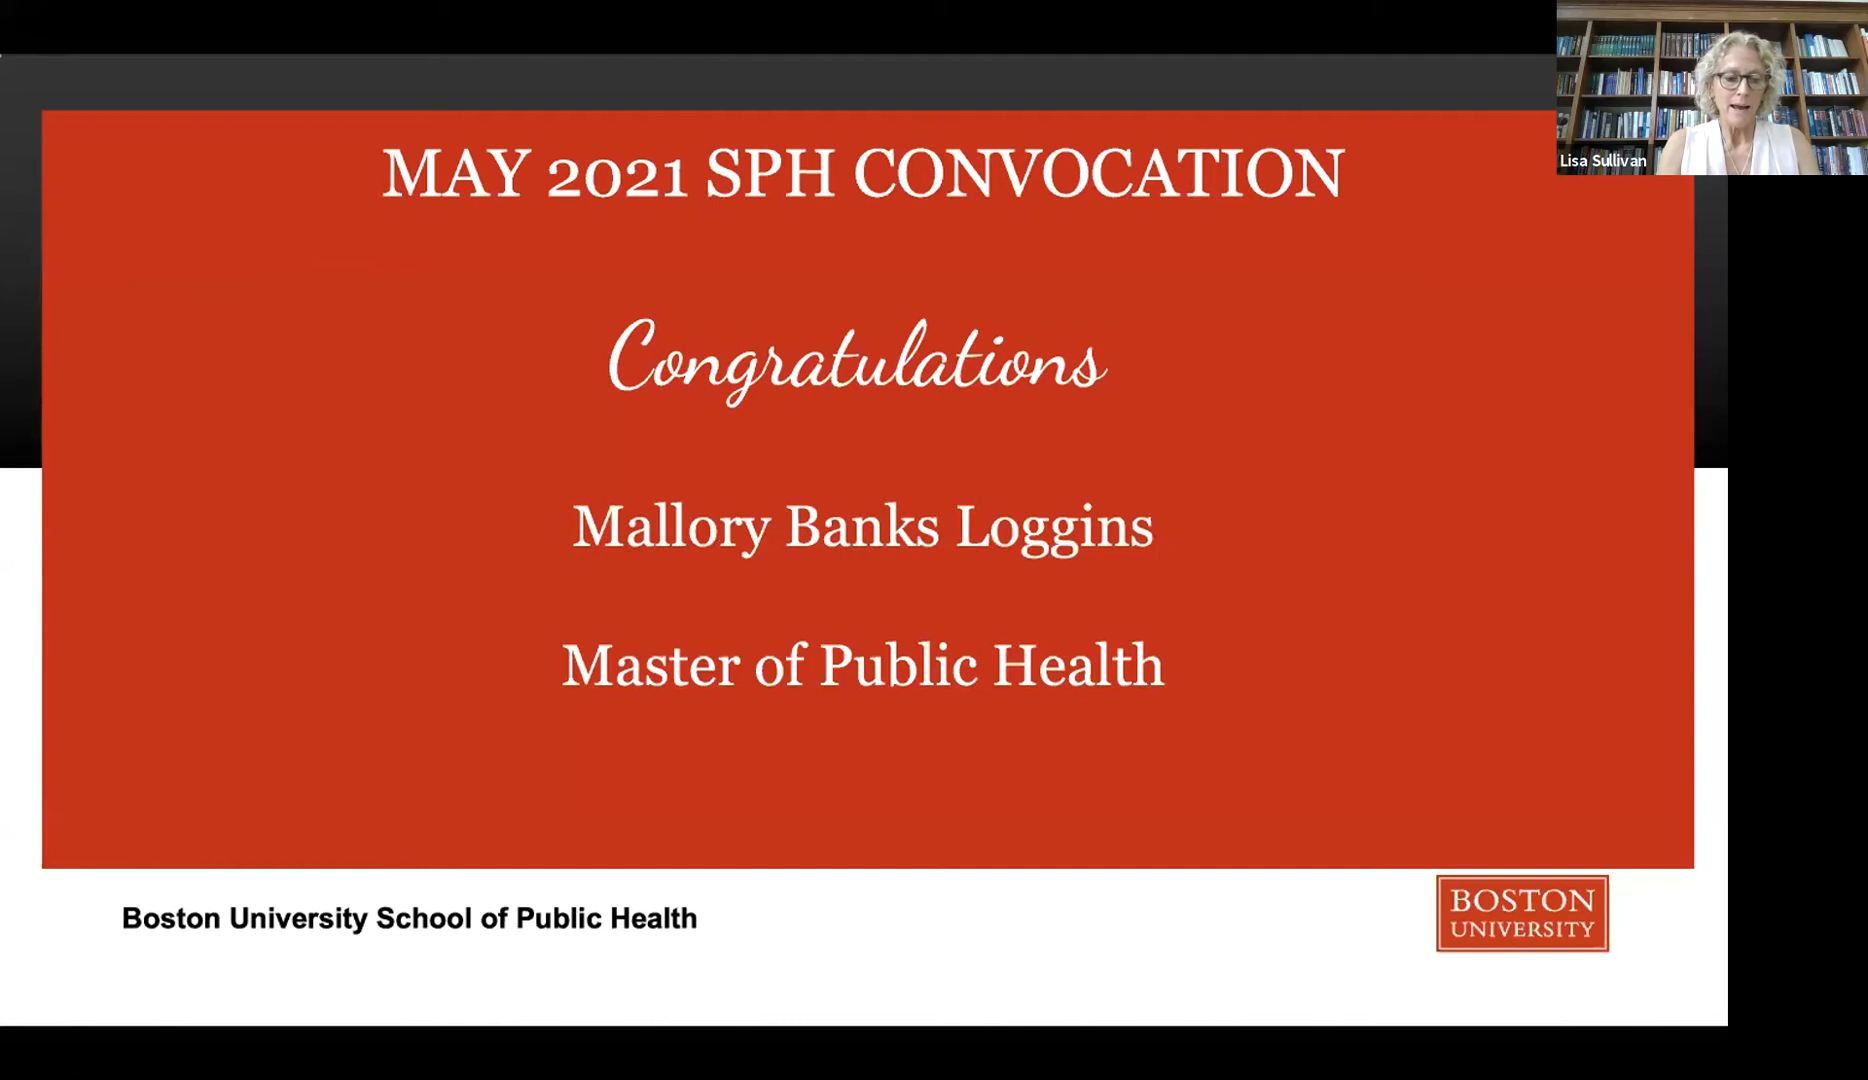 MAY 2021 SPH CONVOCATION
Lisa Sullivan
Congratulations
Mallory Banks Loggins
Master of Public Health
Boston University School of Public Health
BOSTON
UNIVERSITY